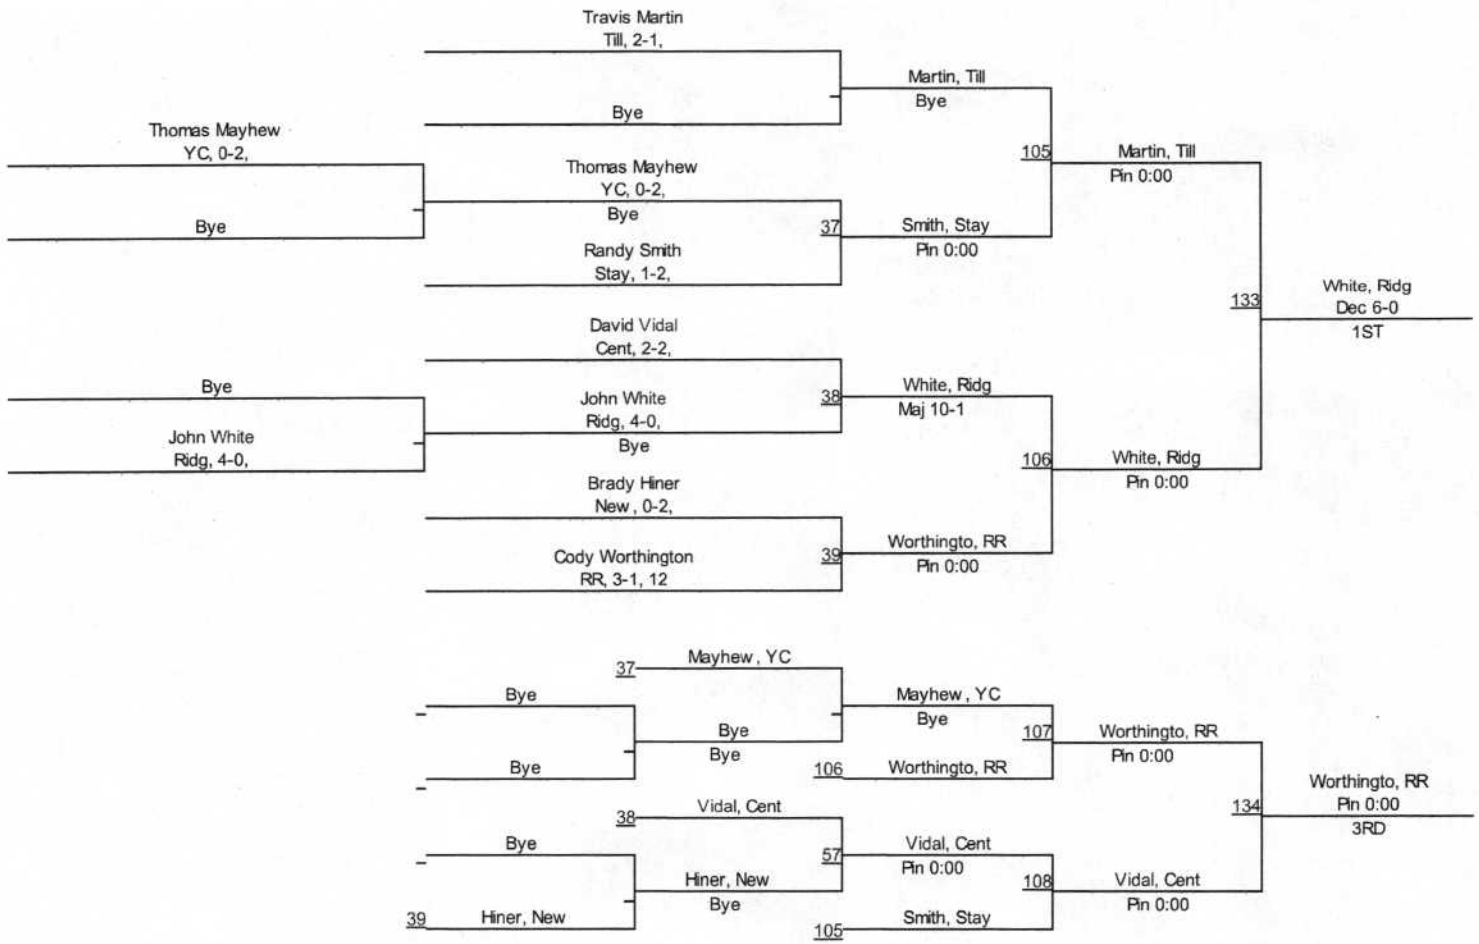 Travis Martin
Till, 2-1,
Martin, Till
Bye
Bye
Thomas Mayhew
YC, 0-2,
105
Martin, Till
Pin 0:00
Thomas Mayhew
YC, 0-2,
Bye
Bye
37
Smith, Stay
Pin 0:00
Randy Smith
Stay, 1-2,
133
White, Ridg
Dec 6-0
1ST
David Vidal
Cent, 2-2,
Bye
John White
Ridg, 4-0,
Bye
38
White, Ridg
Maj 10-1
John White
Ridg, 4-0,
106
White, Ridg
Pin 0:00
Brady Hiner
New , 0-2,
Cody Worthington
RR, 3-1, 12
39
Worthingto, RR
Pin 0:00
37
Mayhew , YC
Bye
Mayhew , YC
Bye
Bye
Bye
107
Worthingto, RR
Pin 0:00
Bye
106
Worthingto, RR
134
Worthingto, RR
Pin 0:00
3RD
38
Vidal, Cent
Bye
57
Vidal, Cent
Pin 0:00
Hiner, New
Bye
108
Vidal, Cent
Pin 0:00
39
Hiner, New
105
Smith, Stay